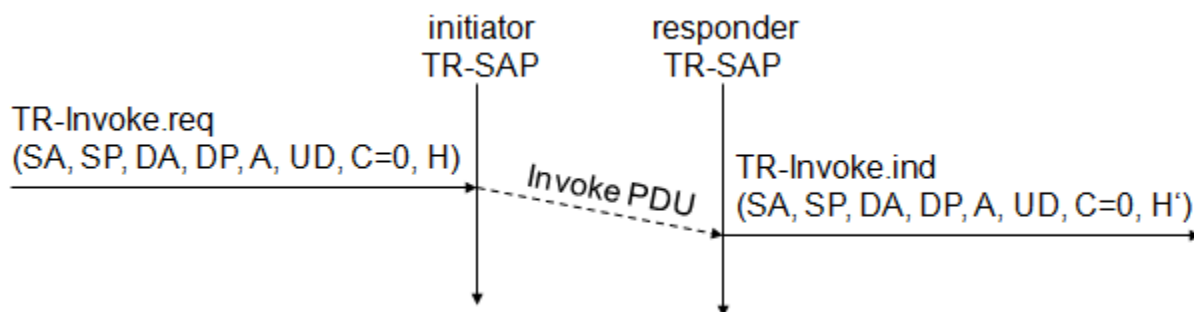 initiator
TR-SAP
responder
TR-SAP
TR-Invoke.req
(SA, SP, DA, DP, A, UD, C=0, H)
Invoke PDU
TR-Invoke.ind
(SA, SP, DA, DP, A, UD, C=0, H‘)